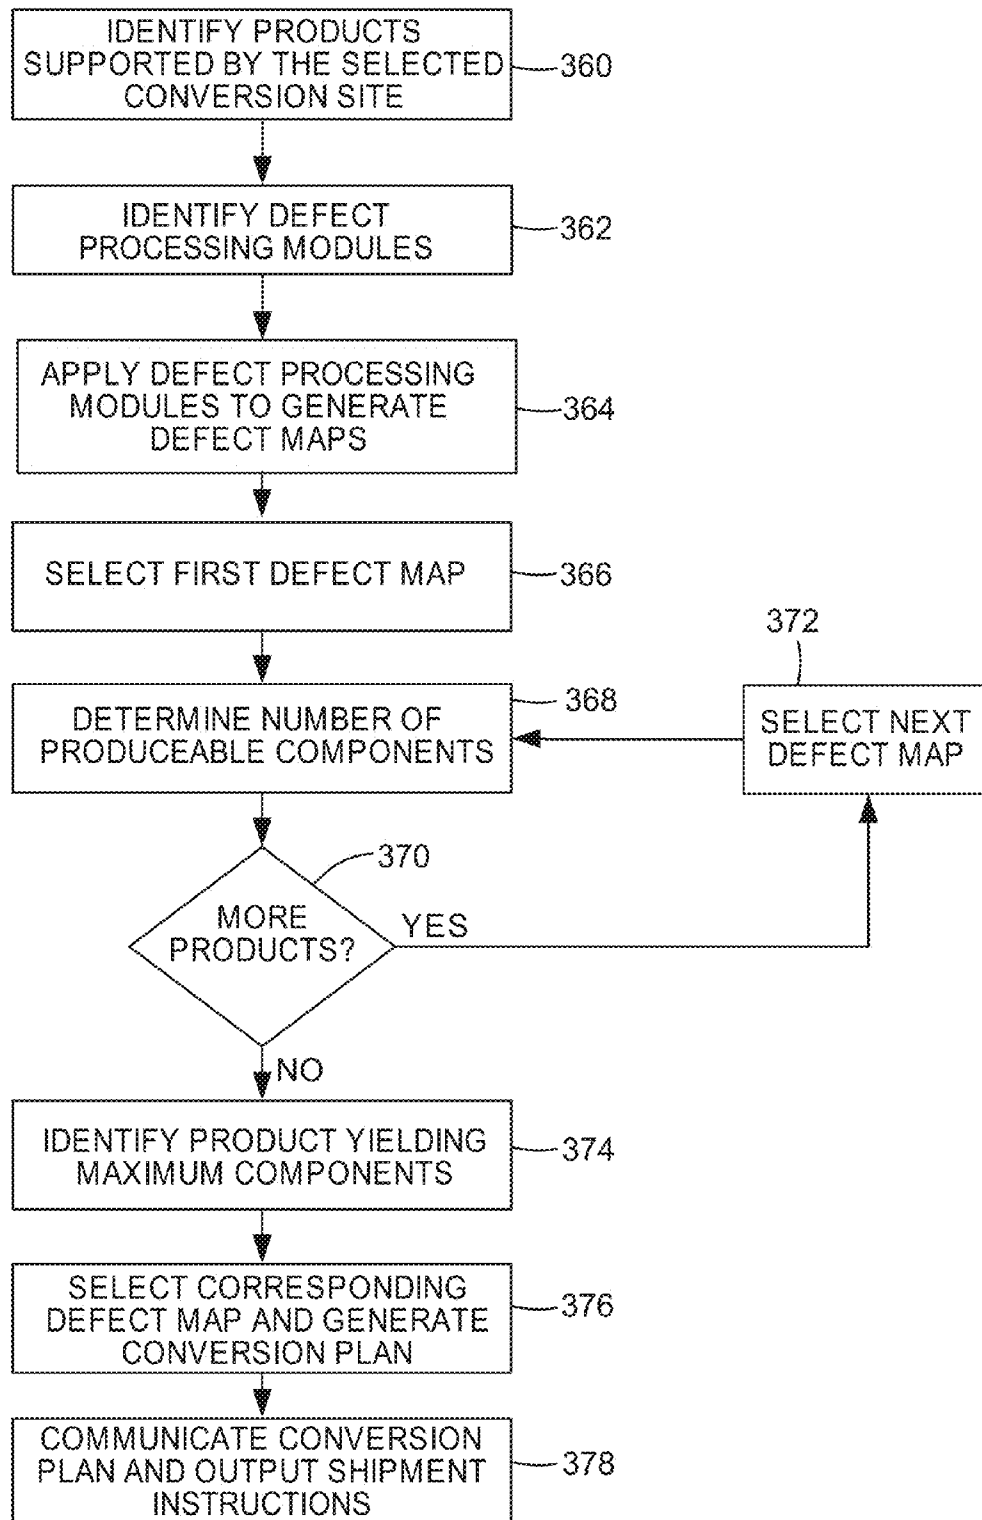 IDENTIFY PRODUCTS
SUPPORTED BY THE SELECTED
CONVERSION SITE
360
IDENTIFY DEFECT
PROCESSING MODULES
362
APPLY DEFECT PROCESSING
MODULES TO GENERATE
DEFECT MAPS
364
SELECT FIRST DEFECT MAP
366
372
DETERMINE NUMBER OF
PRODUCEABLE COMPONENTS
368
SELECT NEXT
DEFECT MAP
370
MORE
PRODUCTS?
YES
NO
IDENTIFY PRODUCT YIELDING
MAXIMUM COMPONENTS
374
SELECT CORRESPONDING
DEFECT MAP AND GENERATE
CONVERSION PLAN
376
COMMUNICATE CONVERSION
PLAN AND OUTPUT SHIPMENT
INSTRUCTIONS
378